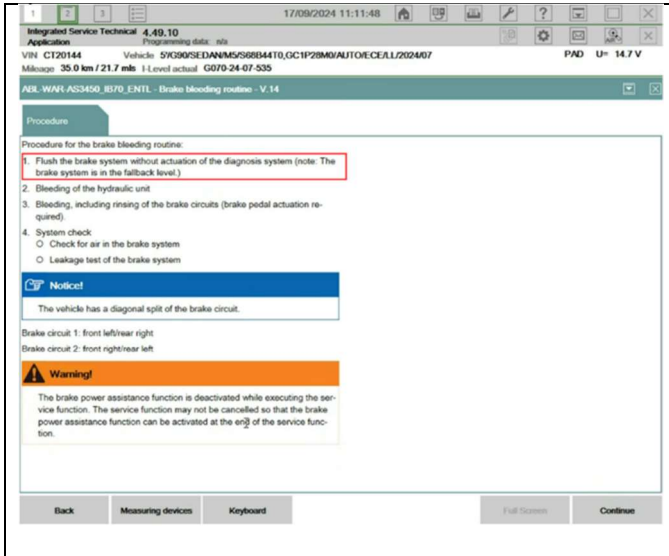 1 2 3 17/09/2024 11:11:48
Integrated Service Technical 4.49.10
Application Programming data: n/a
VIN CT20144 Vehicle 5'/G90/SEDAN/M5/S68B44T0,GC1P28M0/AUTO/ECE/LL/2024/07 PAD U= 14.7 V
Mileage 35.0 km / 21.7 mls I-Level actual G070-24-07-535
ABL-WAR-AS3450_IB70_ENTL - Brake bleeding routine - V.14
Procedure
Procedure for the brake bleeding routine:
1. Flush the brake system without actuation of the diagnosis system (note: The
brake system is in the fallback level.)
2. Bleeding of the hydraulic unit
3. Bleeding, including rinsing of the brake circuits (brake pedal actuation re-
quired).
4. System check
O Check for air in the brake system
O Leakage test of the brake system
Notice!
The vehicle has a diagonal split of the brake circuit.
Brake circuit 1: front left/rear right
Brake circuit 2: front right/rear left
Warning!
The brake power assistance function is deactivated while executing the ser-
vice function. The service function may not be cancelled so that the brake
power assistance function can be activated at the end of the service func-
tion.
Back Measuring devices Keyboard Full Screen Continue